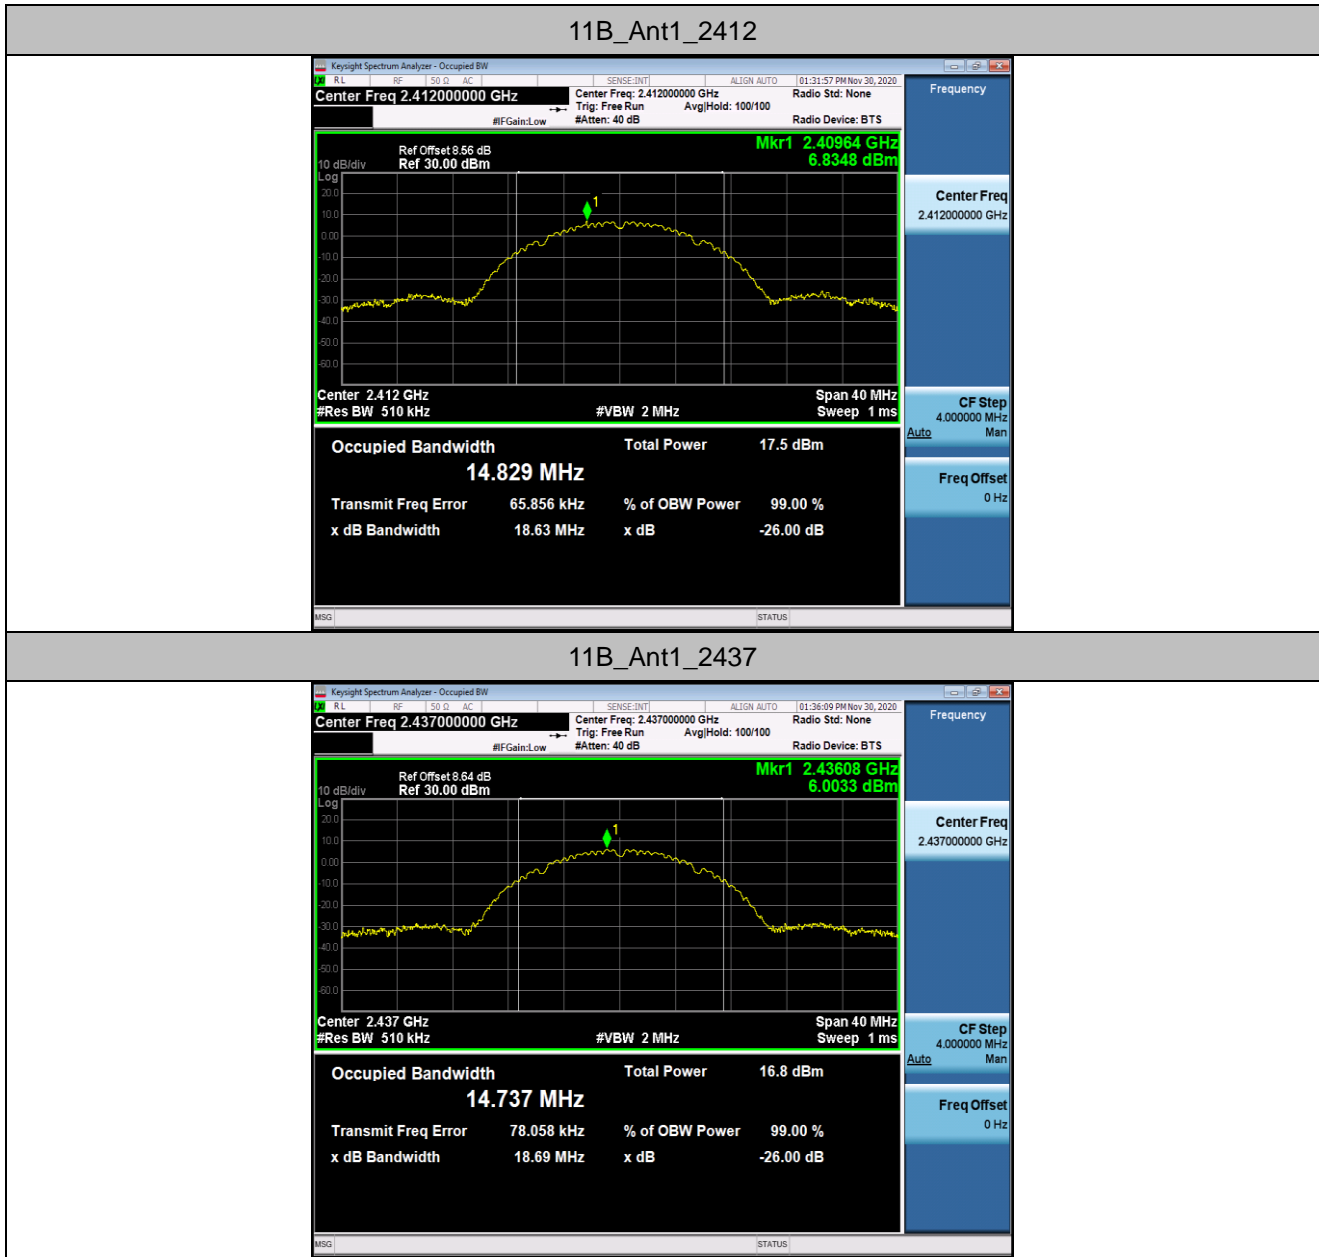 11B_Ant1_2412
Keysight Spectrum Analyzer - Occupied BW
RL RF 50 Ω AC SENSE:INT ALIGN AUTO 01:31:57 PM Nov 30, 2020
Center Freq 2.412000000 GHz Center Freq: 2.412000000 GHz Radio Std: None
Trig: Free Run Avg|Hold: 100/100
#IFGain:Low #Atten: 40 dB Radio Device: BTS
Frequency
Mkr1 2.40964 GHz
6.8348 dBm
Ref Offset 8.56 dB
10 dB/div Ref 30.00 dBm
Log
20.0
10.0
0.00
-10.0
-20.0
-30.0
-40.0
-50.0
-60.0
1
Center 2.412 GHz Span 40 MHz
#Res BW 510 kHz #VBW 2 MHz Sweep 1 ms
Center Freq
2.412000000 GHz
CF Step
4.000000 MHz
Auto Man
Freq Offset
0 Hz
Occupied Bandwidth Total Power 17.5 dBm
14.829 MHz
Transmit Freq Error 65.856 kHz % of OBW Power 99.00 %
x dB Bandwidth 18.63 MHz x dB -26.00 dB
MSG STATUS
11B_Ant1_2437
Keysight Spectrum Analyzer - Occupied BW
RL RF 50 Ω AC SENSE:INT ALIGN AUTO 01:36:09 PM Nov 30, 2020
Center Freq 2.437000000 GHz Center Freq: 2.437000000 GHz Radio Std: None
Trig: Free Run Avg|Hold: 100/100
#IFGain:Low #Atten: 40 dB Radio Device: BTS
Frequency
Mkr1 2.43608 GHz
6.0033 dBm
Ref Offset 8.64 dB
10 dB/div Ref 30.00 dBm
Log
20.0
10.0
0.00
-10.0
-20.0
-30.0
-40.0
-50.0
-60.0
1
Center 2.437 GHz Span 40 MHz
#Res BW 510 kHz #VBW 2 MHz Sweep 1 ms
Center Freq
2.437000000 GHz
CF Step
4.000000 MHz
Auto Man
Freq Offset
0 Hz
Occupied Bandwidth Total Power 16.8 dBm
14.737 MHz
Transmit Freq Error 78.058 kHz % of OBW Power 99.00 %
x dB Bandwidth 18.69 MHz x dB -26.00 dB
MSG STATUS